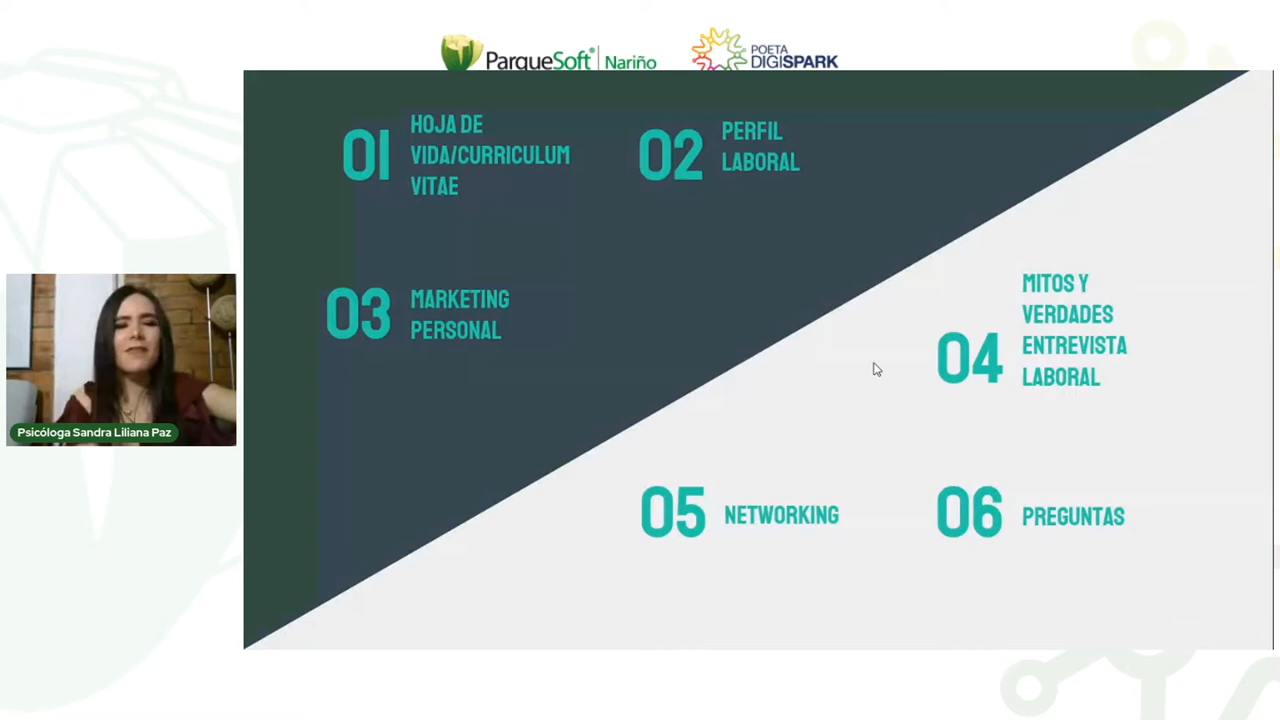 ParqueSoft Nariño
POETA
DIGISPARK
01
HOJA DE
VIDA/CURRICULUM
VITAE
02
PERFIL
LABORAL
03
MARKETING
PERSONAL
04
MITOS Y
VERDADES
ENTREVISTA
LABORAL
05
NETWORKING
06
PREGUNTAS
Psicóloga Sandra Liliana Paz